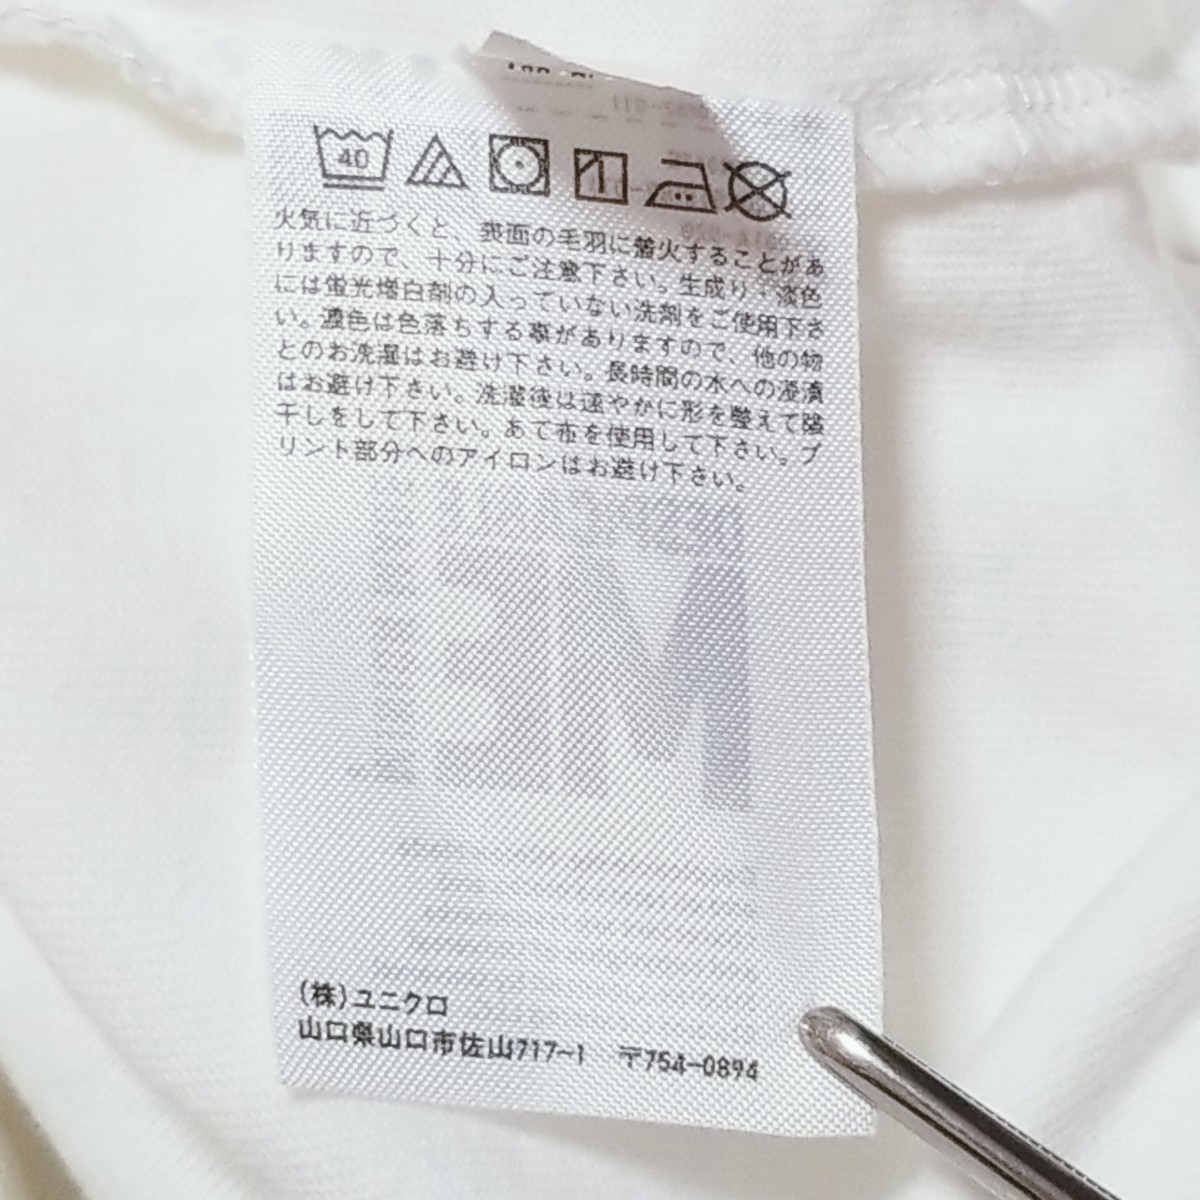 40
火気に近づくと、表面の毛羽に着火することがあ
りますので、十分にご注意下さい。生成り・淡色
には蛍光増白剤の入っていない洗剤をご使用下さ
い。濃色は色落ちする事がありますので、他の物
とのお洗濯はお避け下さい。長時間の水への浸漬
はお避け下さい。洗濯後は速やかに形を整えて陰
干しをして下さい。あて布を使用して下さい。プ
リント部分へのアイロンはお避け下さい。
(株)ユニクロ
山口県山口市佐山717-1 〒754-0894